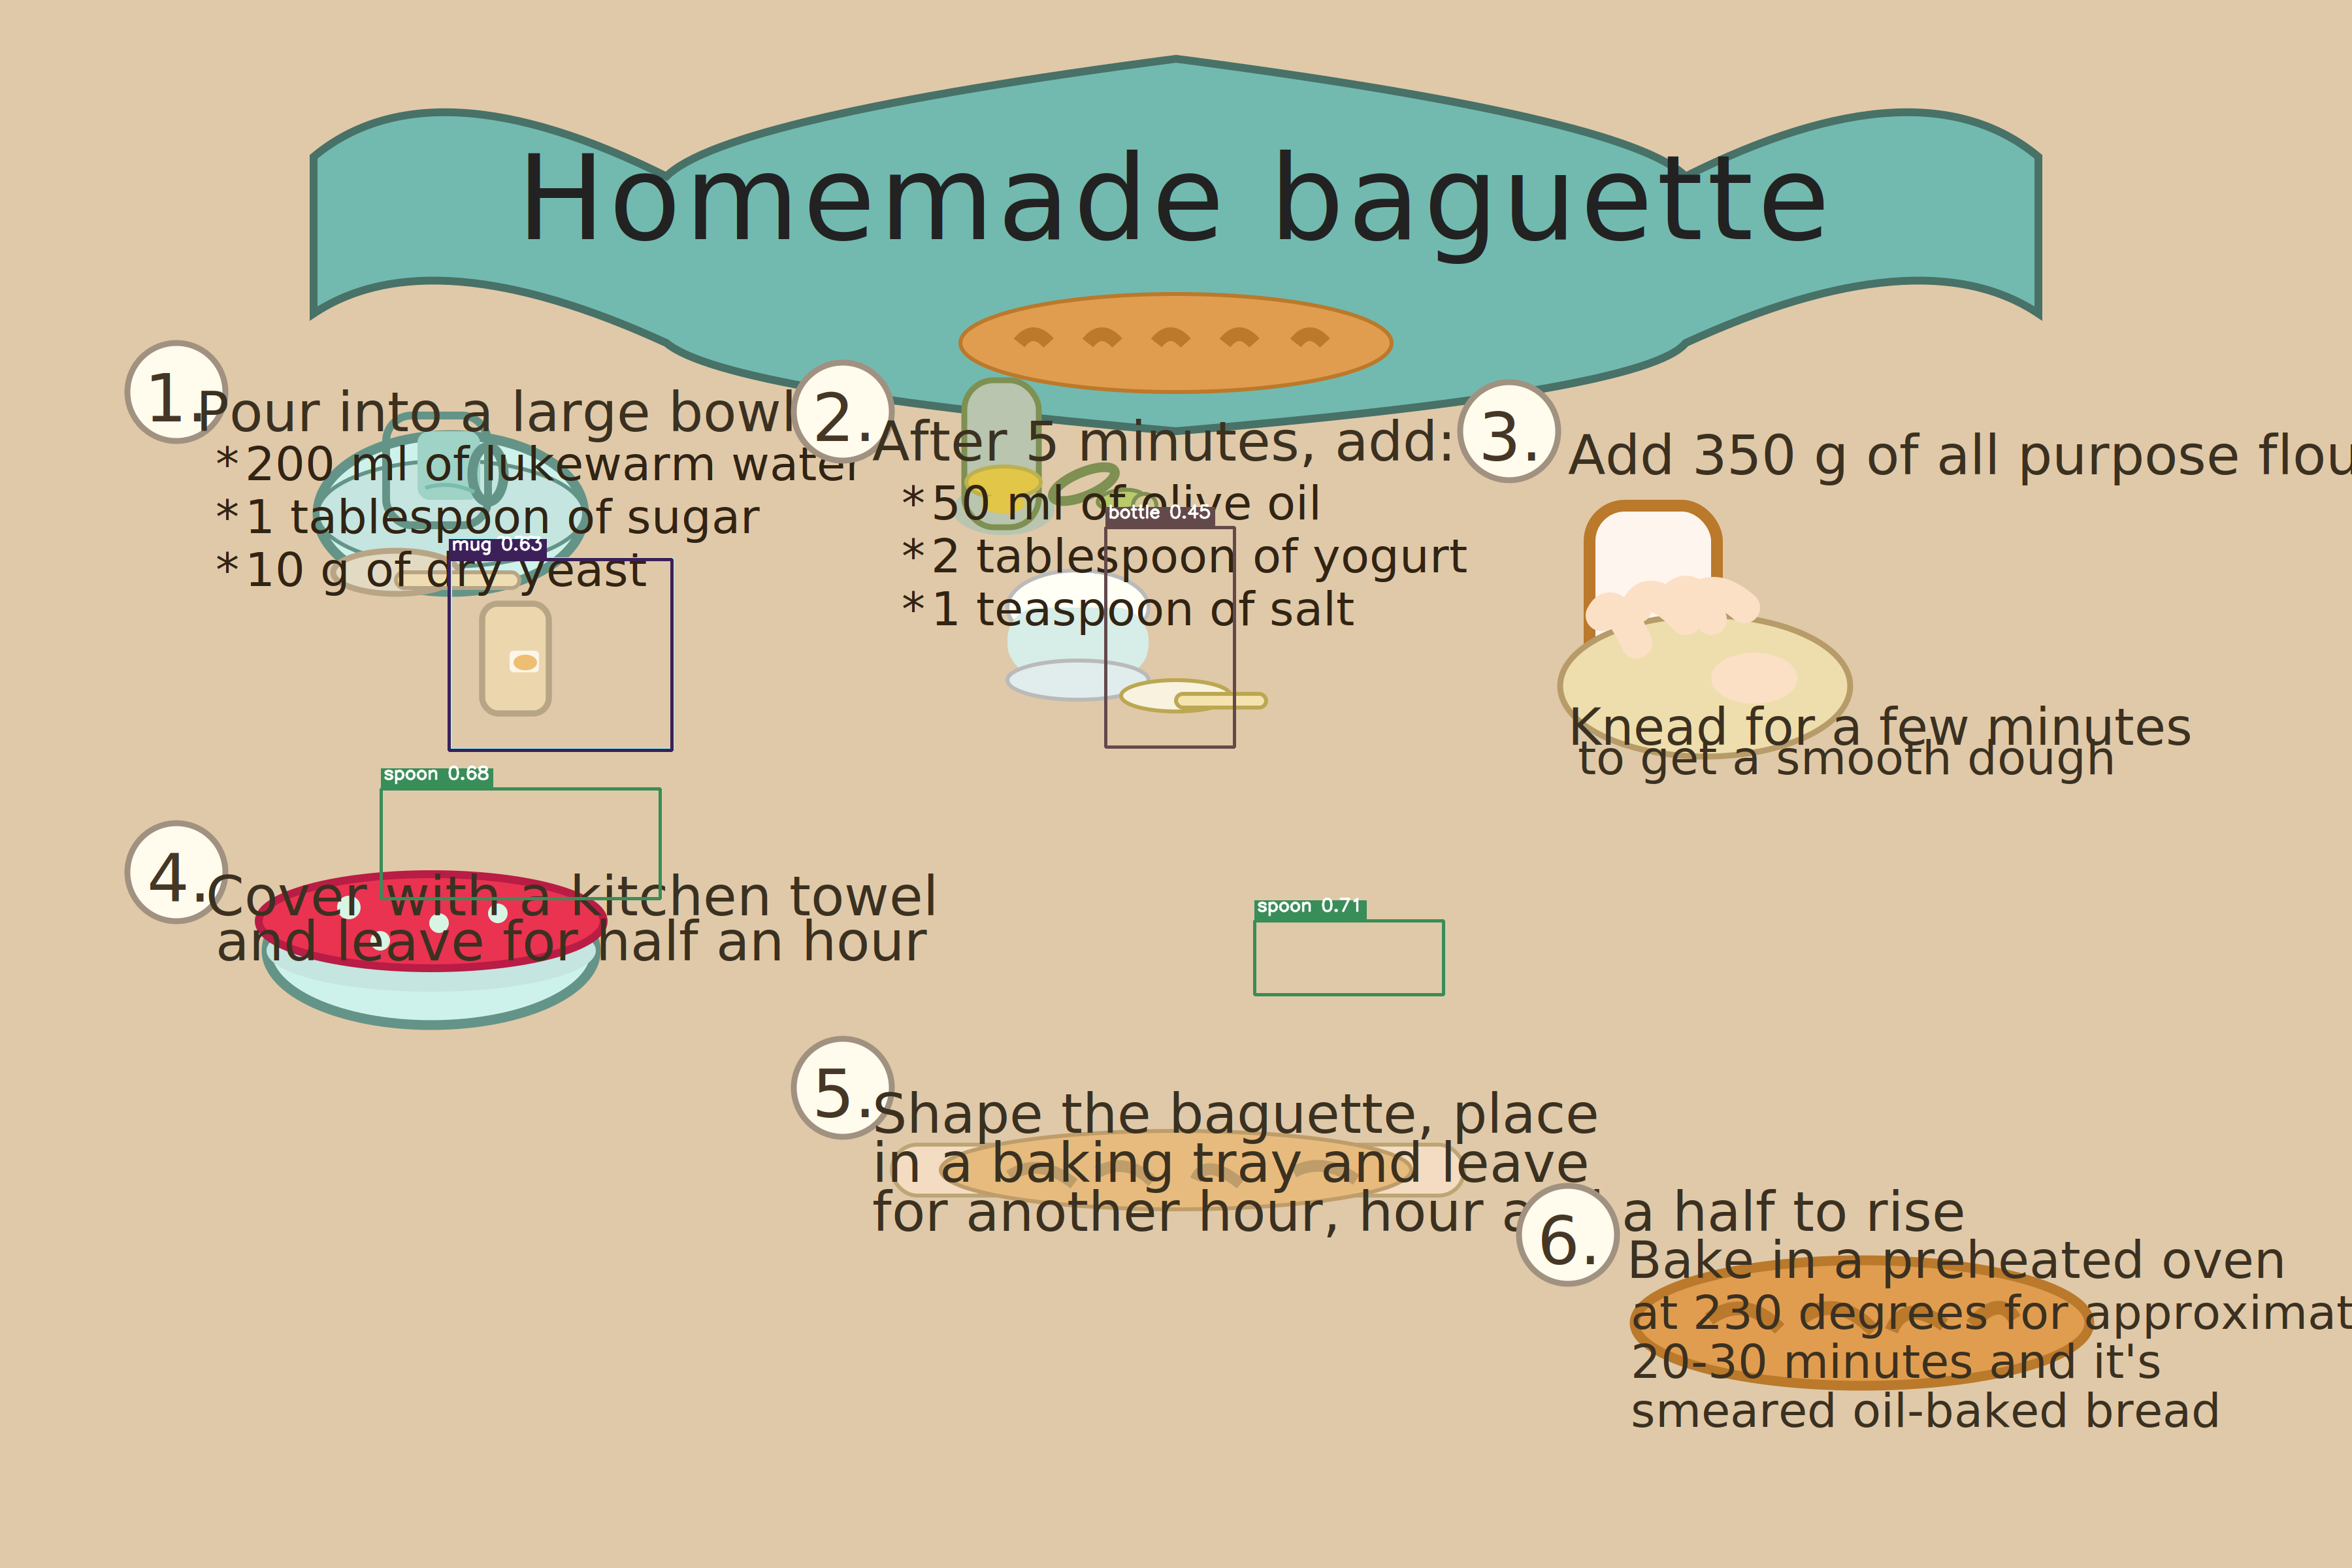 Homemade baguette
1.
Pour into a large bowl
*200 ml of lukewarm water
*1 tablespoon of sugar
*10 g of dry yeast
mug 0.63
2.
After 5 minutes, add:
*50 ml of olive oil
bottle 0.45
*2 tablespoon of yogurt
*1 teaspoon of salt
3.
Add 350 g of all purpose flou
Knead for a few minutes
to get a smooth dough
spoon 0.68
4.
Cover with a kitchen towel
and leave for half an hour
spoon 0.71
5.
Shape the baguette, place
in a baking tray and leave
for another hour, hour a a half to rise
6.
Bake in a preheated oven
at 230 degrees for approximat
20-30 minutes and it's
smeared oil-baked bread